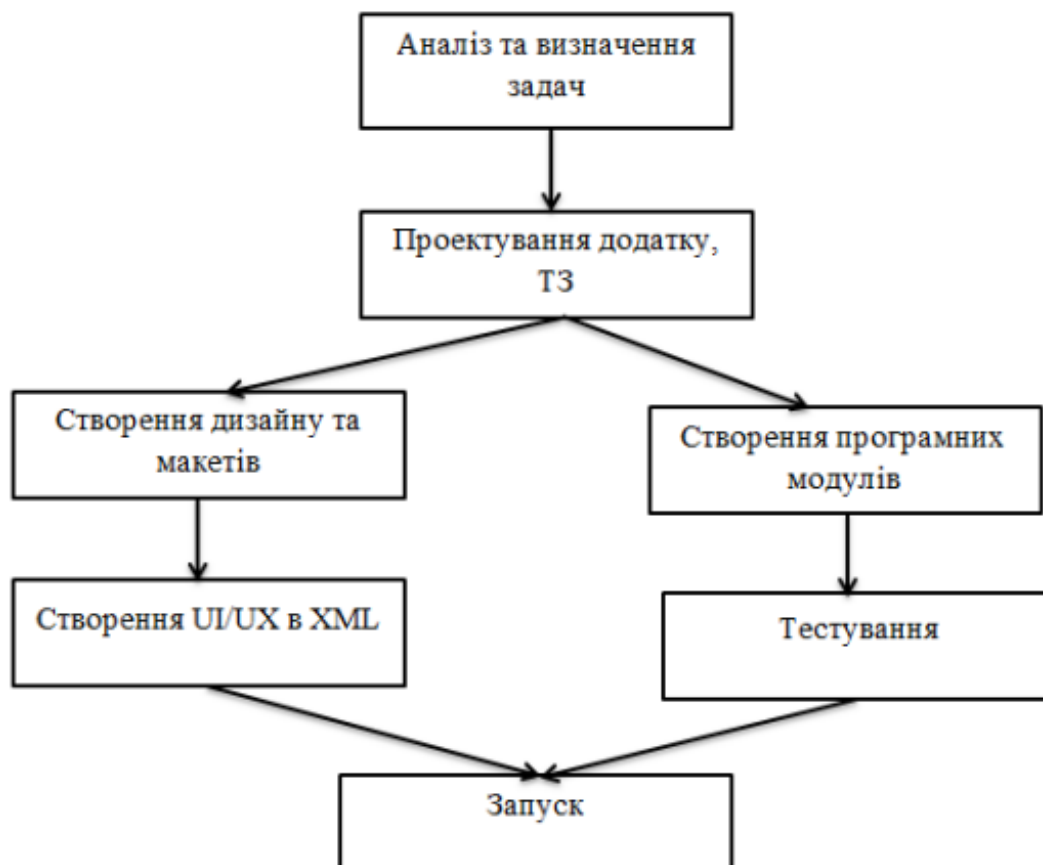 Аналіз та визначення
задач
Проектування додатку,
ТЗ
Створення дизайну та
макетів
Створення програмних
модулів
Створення UI/UX в XML
Тестування
Запуск